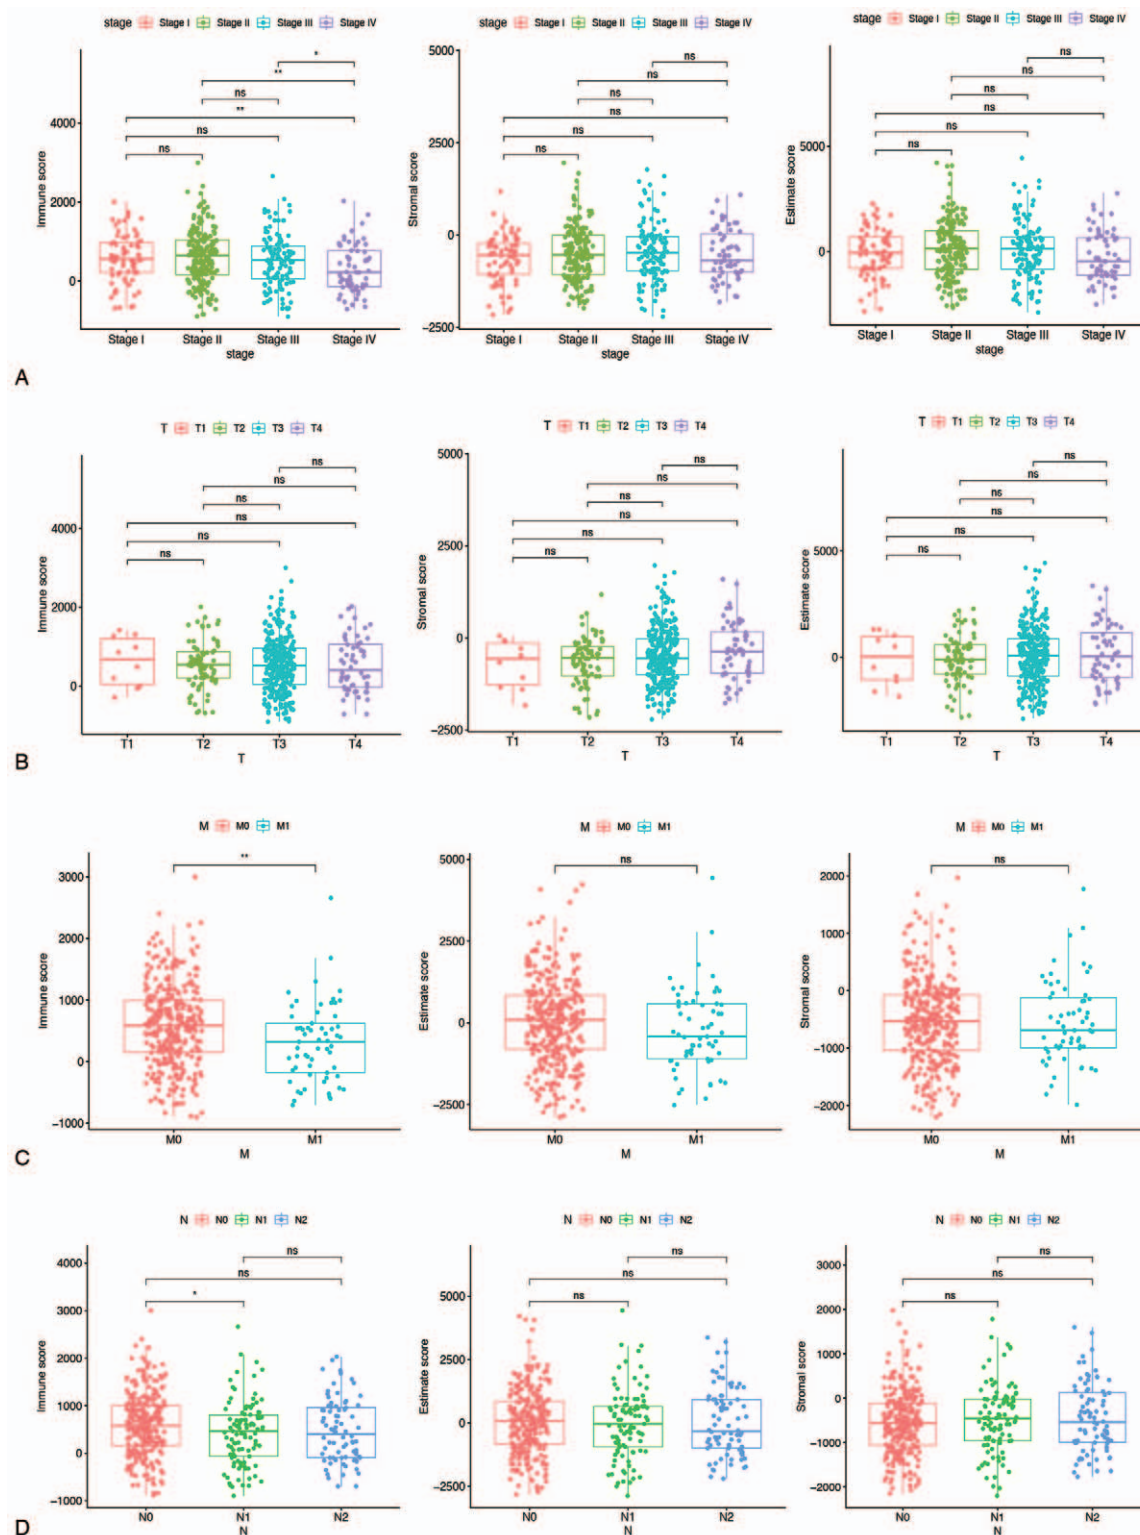 stage Stage I Stage II Stage III Stage IV
stage Stage I Stage II Stage III Stage IV
stage Stage I Stage II Stage III Stage IV
Immune score
4000
2000
0
*
**
ns
**
ns
ns
Stage I Stage II Stage III Stage IV
stage
Stromal score
5000
2500
0
−2500
ns
ns
ns
ns
ns
ns
Stage I Stage II Stage III Stage IV
stage
Estimate score
5000
0
ns
ns
ns
ns
ns
ns
Stage I Stage II Stage III Stage IV
stage
A
T T1 T2 T3 T4
T T1 T2 T3 T4
T T1 T2 T3 T4
Immune score
4000
2000
0
ns
ns
ns
ns
ns
ns
T1 T2 T3 T4
T
Stromal score
5000
2500
0
−2500
ns
ns
ns
ns
ns
ns
T1 T2 T3 T4
T
Estimate score
5000
0
ns
ns
ns
ns
ns
ns
T1 T2 T3 T4
T
B
M M0 M1
M M0 M1
M M0 M1
Immune score
3000
2000
1000
0
−1000
**
M0 M1
M
Estimate score
5000
2500
0
−2500
ns
M0 M1
M
Stromal score
2000
1000
0
−1000
−2000
ns
M0 M1
M
C
N N0 N1 N2
N N0 N1 N2
N N0 N1 N2
Immune score
4000
3000
2000
1000
0
−1000
ns
ns
*
N0 N1 N2
N
Estimate score
5000
2500
0
−2500
ns
ns
ns
N0 N1 N2
N
Stromal score
3000
2000
1000
0
−1000
−2000
ns
ns
ns
N0 N1 N2
N
D